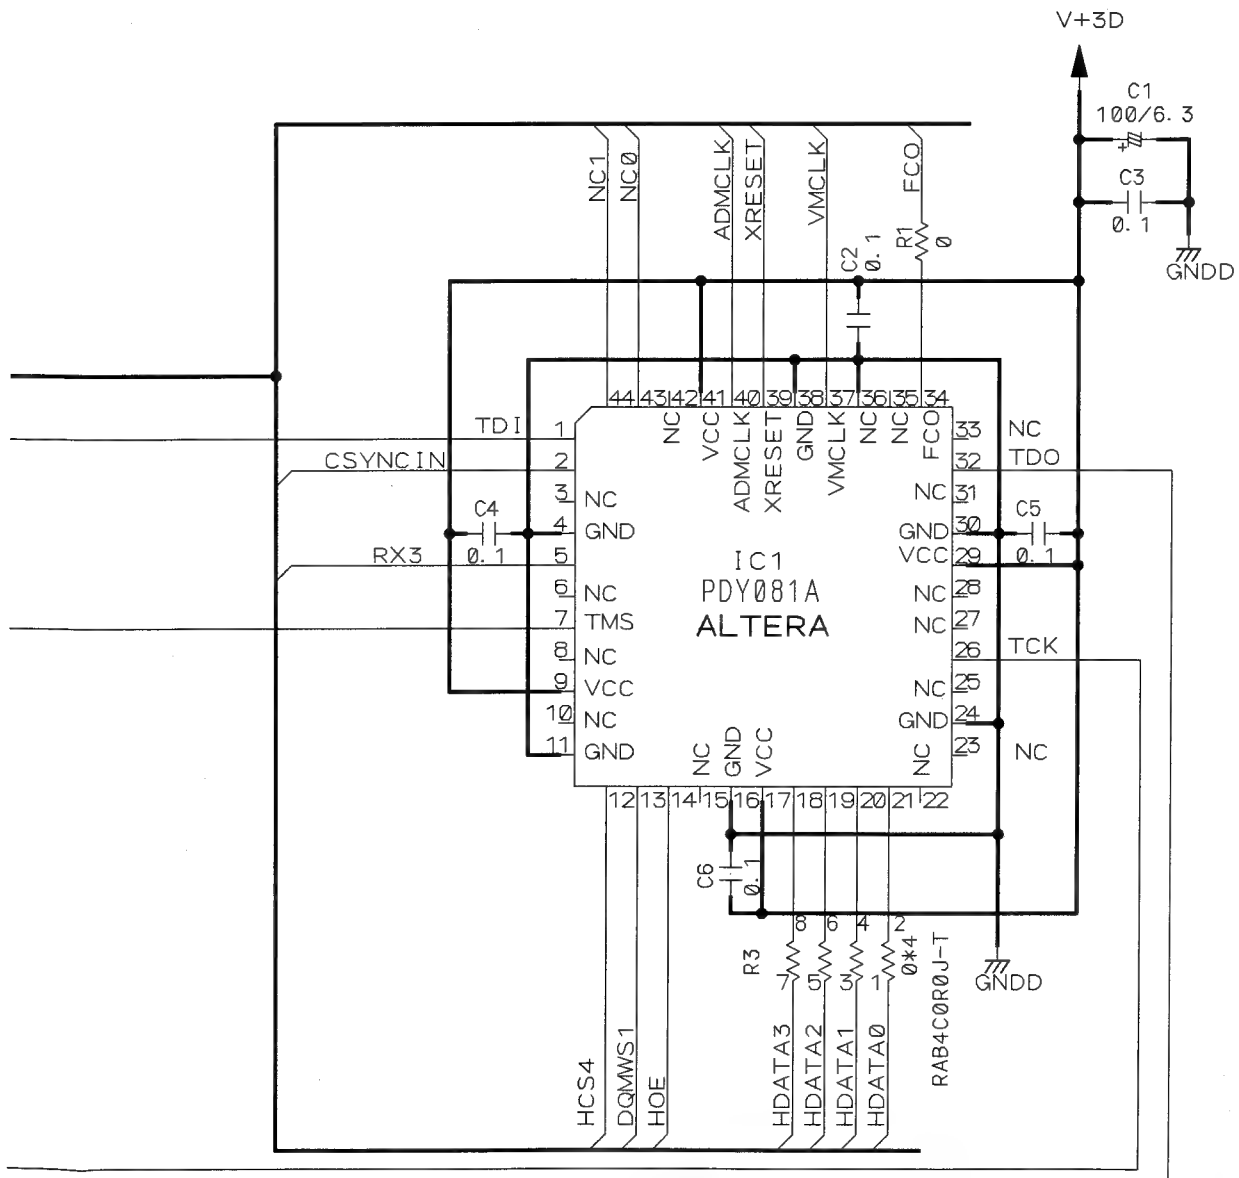 V+3D
C1
100/6.3
C3
0.1
GNDD
NC1
NC0
ADMCLK
XRESET
VMCLK
FCO
R1
0
C2
0.1
44 43 42 41 40 39 38 37 36 35 34
NC
VCC
ADMCLK
XRESET
GND
VMCLK
NC
NC
FCO
TDI 1
CSYNCIN 2
3 NC
C4
0.1
4 GND
RX3 5
6 NC
7 TMS
8 NC
9 VCC
10 NC
11 GND
IC1
PDY081A
ALTERA
33 NC
32 TDO
NC 31
GND 30
C5
0.1
VCC 29
NC 28
NC 27
26 TCK
NC 25
GND 24
23 NC
NC
GND
VCC
NC
12 13 14 15 16 17 18 19 20 21 22
C6
0.1
8 6 4 2
R3
7 5 3 1
0*4
RAB4C0R0J-T
GNDD
HCS4
DQMWS1
HOE
HDATA3
HDATA2
HDATA1
HDATA0